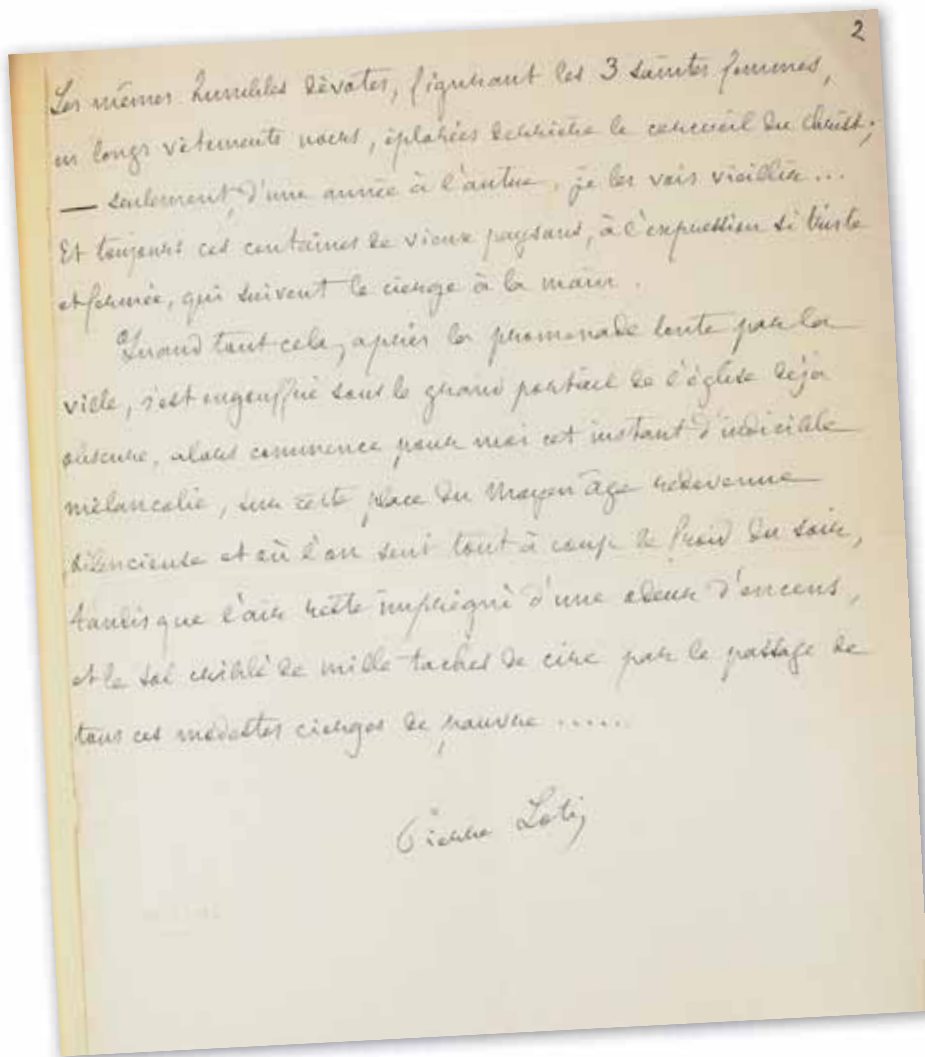 2
Les mêmes humbles dévotes, figurant les 3 saintes femmes,
en longs vêtements noirs, éplorées derrière le cercueil du Christ;
— seulement, d'une année à l'autre, je les vois vieillir...
Et toujours ces centaines de vieux paysans, à l'expression si triste
et fermée, qui suivent le cierge à la main.
Quand tout cela, après la promenade lente par la
ville, s'est engouffré sous le grand portail de l'église déjà
obscure, alors commence pour moi cet instant d'indicible
mélancolie, sur cette place du Moyen âge redevenue
silencieuse et où l'on sent tout à coup le froid du soir,
tandis que l'air reste imprégné d'une odeur d'encens,
et le sol criblé de mille taches de cire par le passage de
tous ces modestes cierges de pauvre .....
Pierre Loti